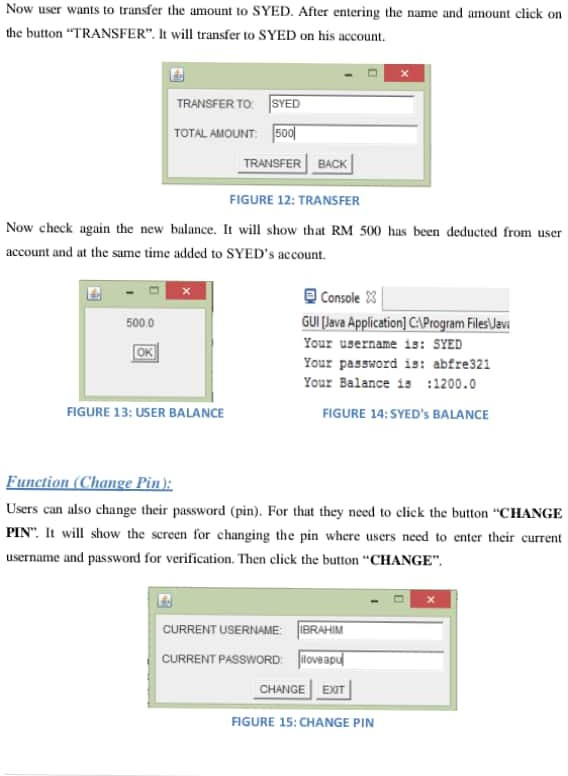 Now user wants to transfer the amount to SYED. After entering the name and amount click on
the button “TRANSFER”. It will transfer to SYED on his account.
TRANSFER TO: SYED
TOTAL AMOUNT: 500
TRANSFER BACK
FIGURE 12: TRANSFER
Now check again the new balance. It will show that RM 500 has been deducted from user
account and at the same time added to SYED’s account.
500.0
OK
FIGURE 13: USER BALANCE
Console
GUI [Java Application] C:\Program Files\Java
Your username is: SYED
Your password is: abfre321
Your Balance is :1200.0
FIGURE 14: SYED's BALANCE
Function (Change Pin):
Users can also change their password (pin). For that they need to click the button “CHANGE
PIN”. It will show the screen for changing the pin where users need to enter their current
username and password for verification. Then click the button “CHANGE”.
CURRENT USERNAME: IBRAHIM
CURRENT PASSWORD: iloveapu
CHANGE EXIT
FIGURE 15: CHANGE PIN